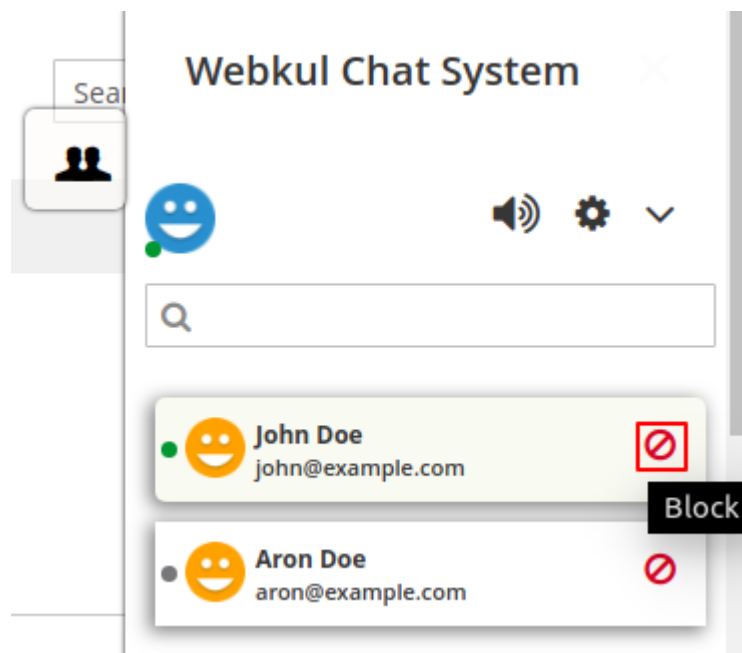 Webkul Chat System
Sear
John Doe
john@example.com
Block
Aron Doe
aron@example.com